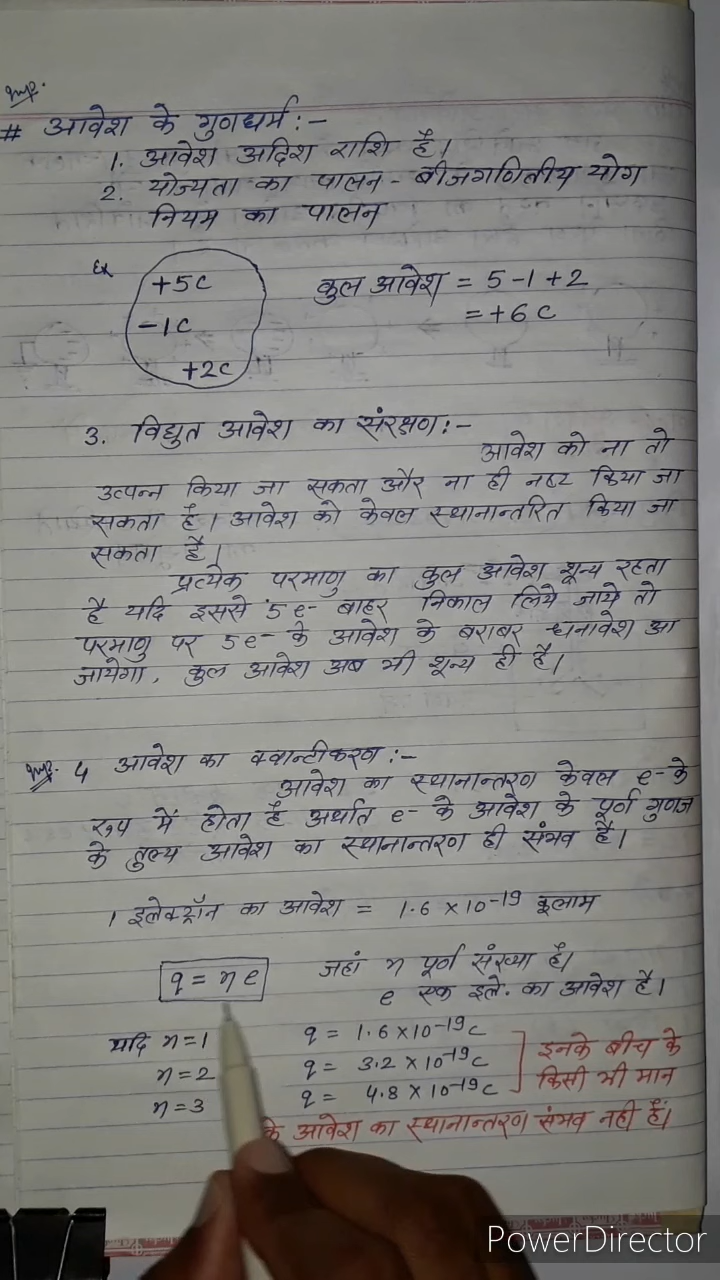 Imp.
# आवेश के गुणधर्म :-
1. आवेश अदिश राशि है।
2. योज्यता का पालन - बीजगणितीय योग
नियम का पालन
Ex
+5C
-1C
+2C
कुल आवेश = 5-1+2
= +6 C
3. विद्युत आवेश का संरक्षण :-
आवेश को ना तो
उत्पन्न किया जा सकता और ना ही नष्ट किया जा
सकता है। आवेश को केवल स्थानान्तरित किया जा
सकता है।
प्रत्येक परमाणु का कुल आवेश शून्य रहता
है यदि इससे 5e- बाहर निकाल लिये जाये तो
परमाणु पर 5e- के आवेश के बराबर धनावेश आ
जायेगा, कुल आवेश अब भी शून्य ही है।
Imp. 4 आवेश का क्वान्टीकरण :-
आवेश का स्थानान्तरण केवल e- के
रूप में होता है अर्थात e- के आवेश के पूर्ण गुणज
के तुल्य आवेश का स्थानान्तरण ही संभव है।
1 इलेक्ट्रॉन का आवेश = 1.6 × 10-19 कूलाम
q = n e
जहां n पूर्ण संख्या है।
e एक इले. का आवेश है।
यदि n=1 q = 1.6 × 10-19 C
n=2 q = 3.2 × 10-19 C
n=3 q = 4.8 × 10-19 C
इनके बीच के
किसी भी मान
के आवेश का स्थानान्तरण संभव नही है।
PowerDirector